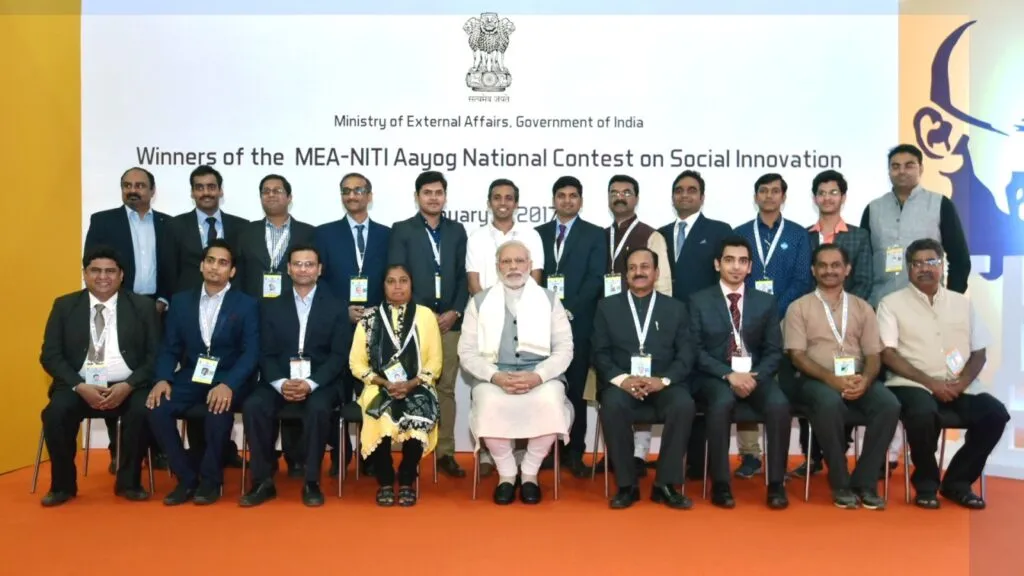 सत्यमेव जयते
Ministry of External Affairs, Government of India
Winners of the MEA-NITI Aayog National Contest on Social Innovation
2017